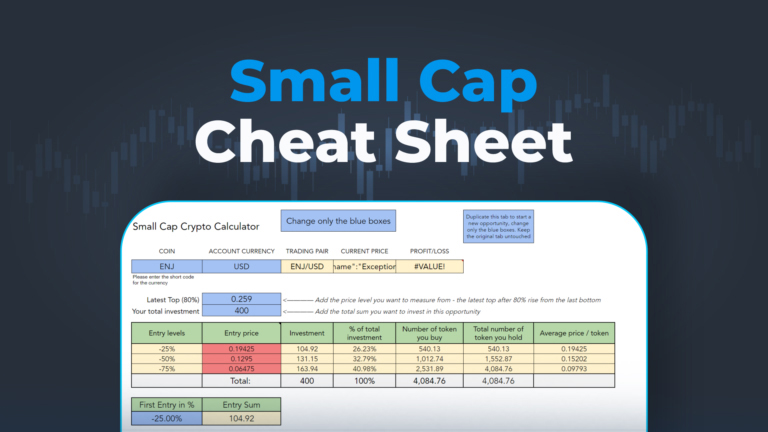 Small Cap
Cheat Sheet
Small Cap Crypto Calculator
Change only the blue boxes
Duplicate this tab to start a
new opportunity, change
only the blue boxes. Keep
the original tab untouched
COIN ACCOUNT CURRENCY TRADING PAIR CURRENT PRICE PROFIT/LOSS
ENJ USD ENJ/USD name":"Exception #VALUE!
Please enter the short code
for the currency
Latest Top (80%) 0.259 <------------ Add the price level you want to measure from - the latest top after 80% rise from the last bottom
Your total investment 400 <------------ Add the total sum you want to invest in this opportunity
Entry levels Entry price Investment % of total investment Number of token you buy Total number of token you hold Average price / token
-25% 0.19425 104.92 26.23% 540.13 540.13 0.19425
-50% 0.1295 131.15 32.79% 1,012.74 1,552.87 0.15202
-75% 0.06475 163.94 40.98% 2,531.89 4,084.76 0.09793
Total: 400 100% 4,084.76 4,084.76
First Entry in % Entry Sum
-25.00% 104.92